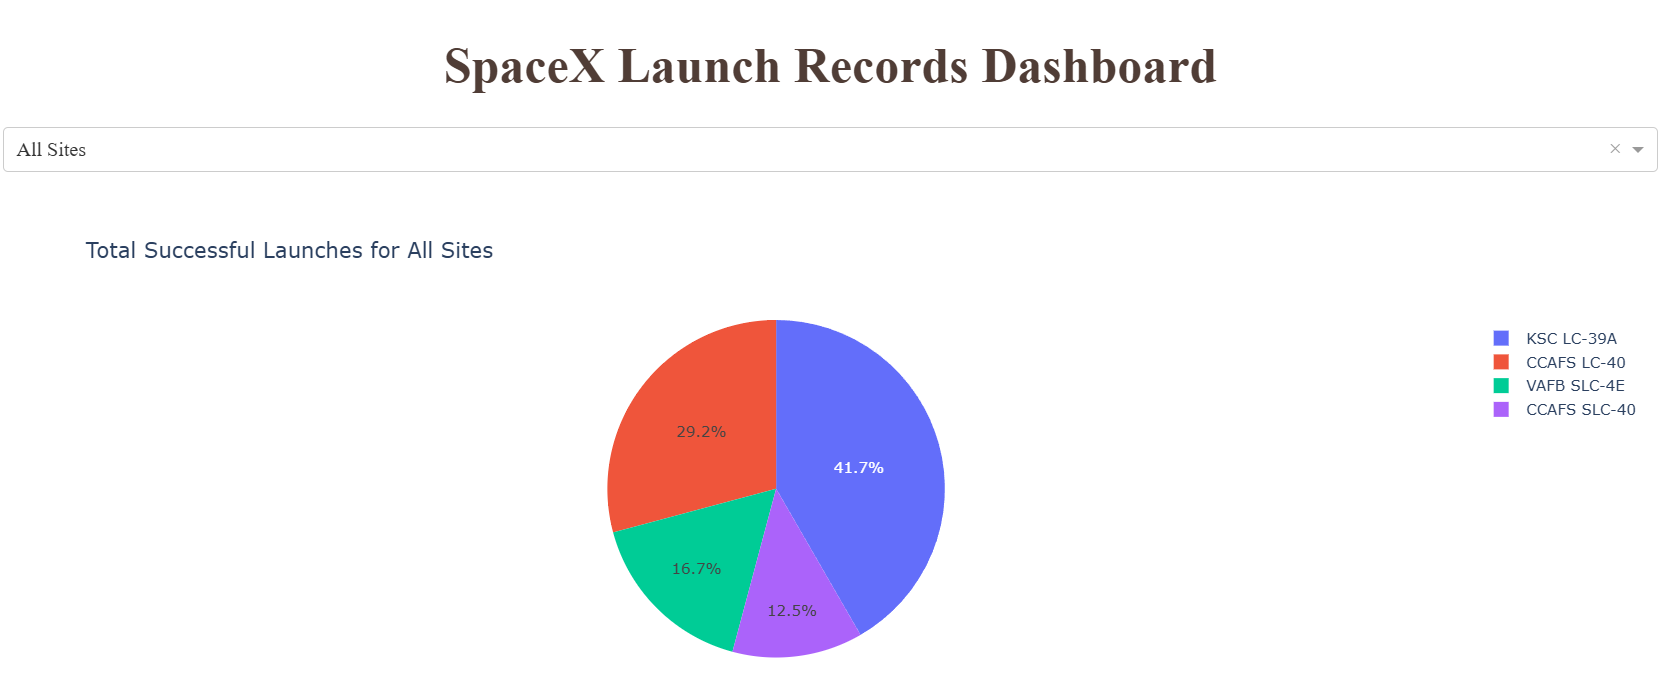 SpaceX Launch Records Dashboard
All Sites
Total Successful Launches for All Sites
KSC LC-39A
CCAFS LC-40
VAFB SLC-4E
CCAFS SLC-40
29.2%
41.7%
16.7%
12.5%